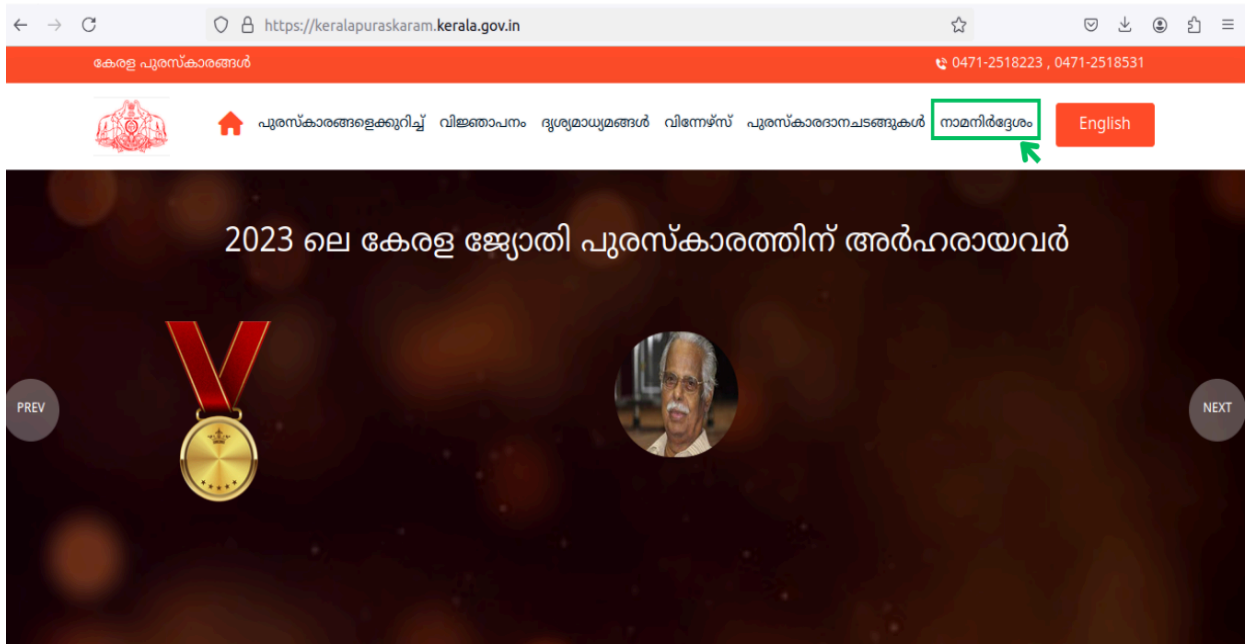 https://keralapuraskaram.kerala.gov.in
കേരള പുരസ്കാരങ്ങൾ
0471-2518223 , 0471-2518531
പുരസ്കാരങ്ങളെക്കുറിച്ച് വിജ്ഞാപനം ദൃശ്യമാധ്യമങ്ങൾ വിന്നേഴ്സ് പുരസ്കാരദാനചടങ്ങുകൾ നാമനിർദ്ദേശം English
2023 ലെ കേരള ജ്യോതി പുരസ്കാരത്തിന് അർഹരായവർ
PREV
NEXT